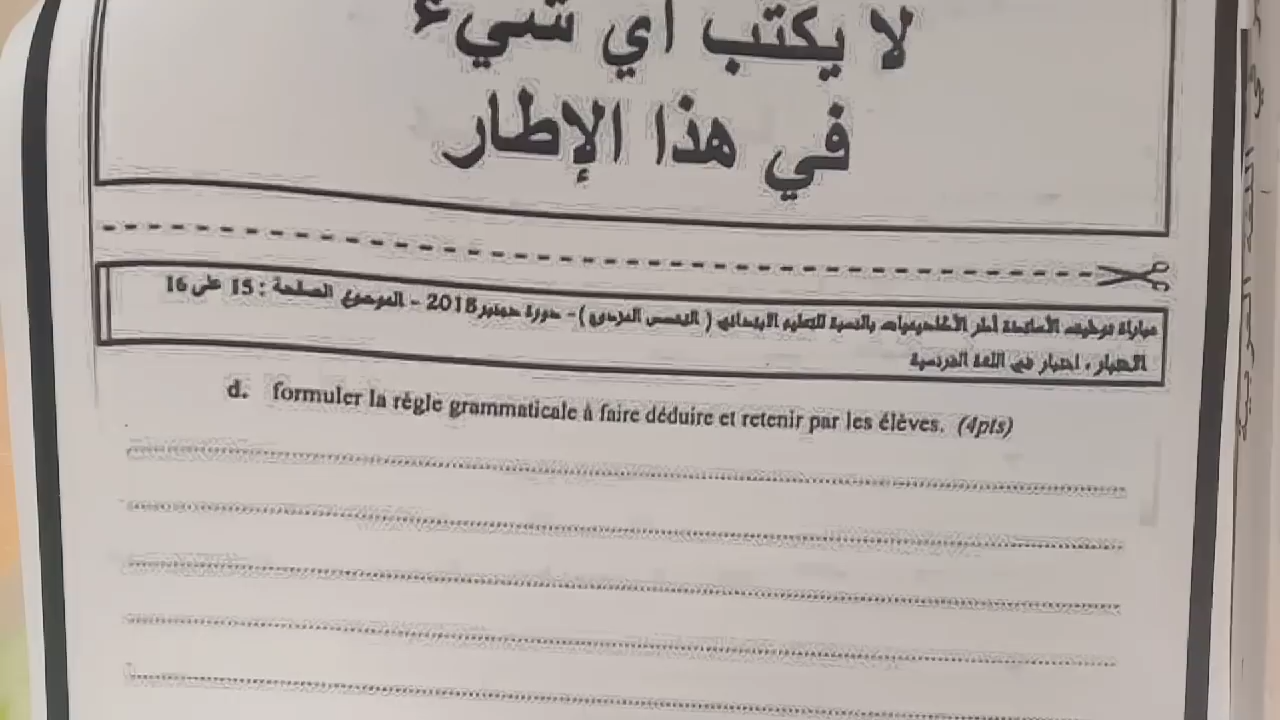 لا يكتب أي شيء
في هذا الإطار
مباراة توظيف الأساتذة أطر الأكاديميات بالنسبة للتعليم الابتدائي ( التخصص المزدوج )- دورة دجنبر 2018 - الموضوع الصفحة : 15 على 16
الاختبار : اختبار في اللغة الفرنسية
d. formuler la règle grammaticale à faire déduire et retenir par les élèves. (4pts)